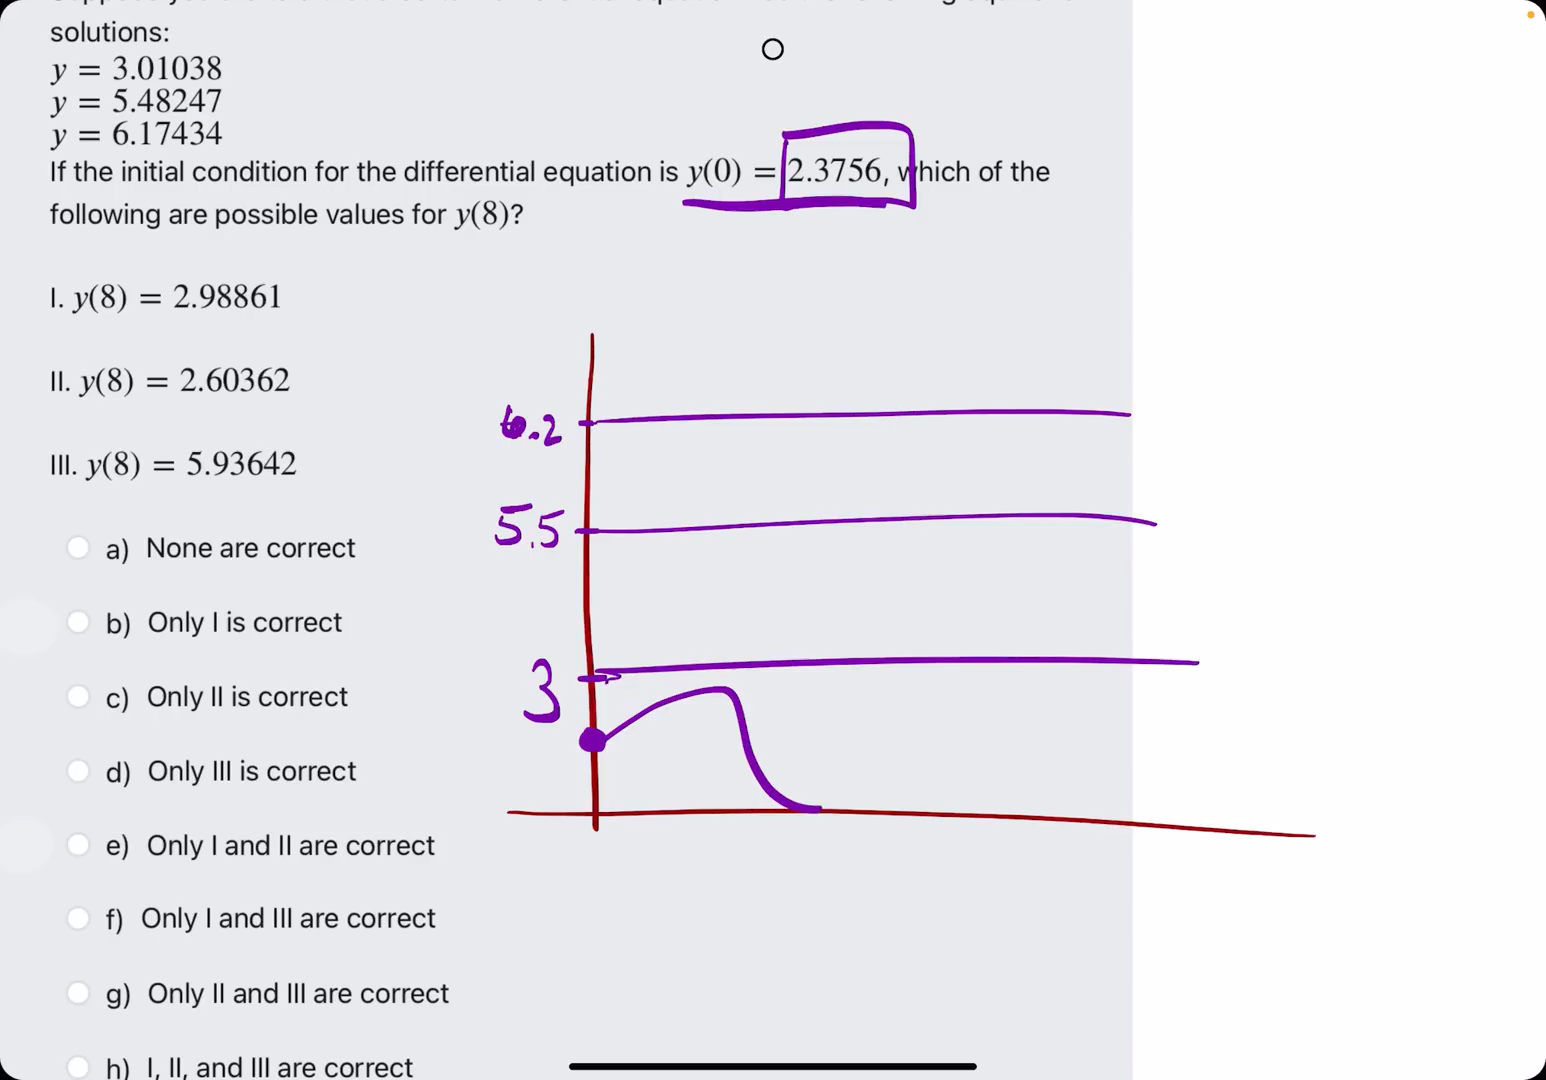 solutions:
y = 3.01038
y = 5.48247
y = 6.17434
If the initial condition for the differential equation is y(0) = 2.3756, which of the
following are possible values for y(8)?
I. y(8) = 2.98861
II. y(8) = 2.60362
6.2
III. y(8) = 5.93642
5.5
a) None are correct
b) Only I is correct
3
c) Only II is correct
d) Only III is correct
e) Only I and II are correct
f) Only I and III are correct
g) Only II and III are correct
h) I, II, and III are correct